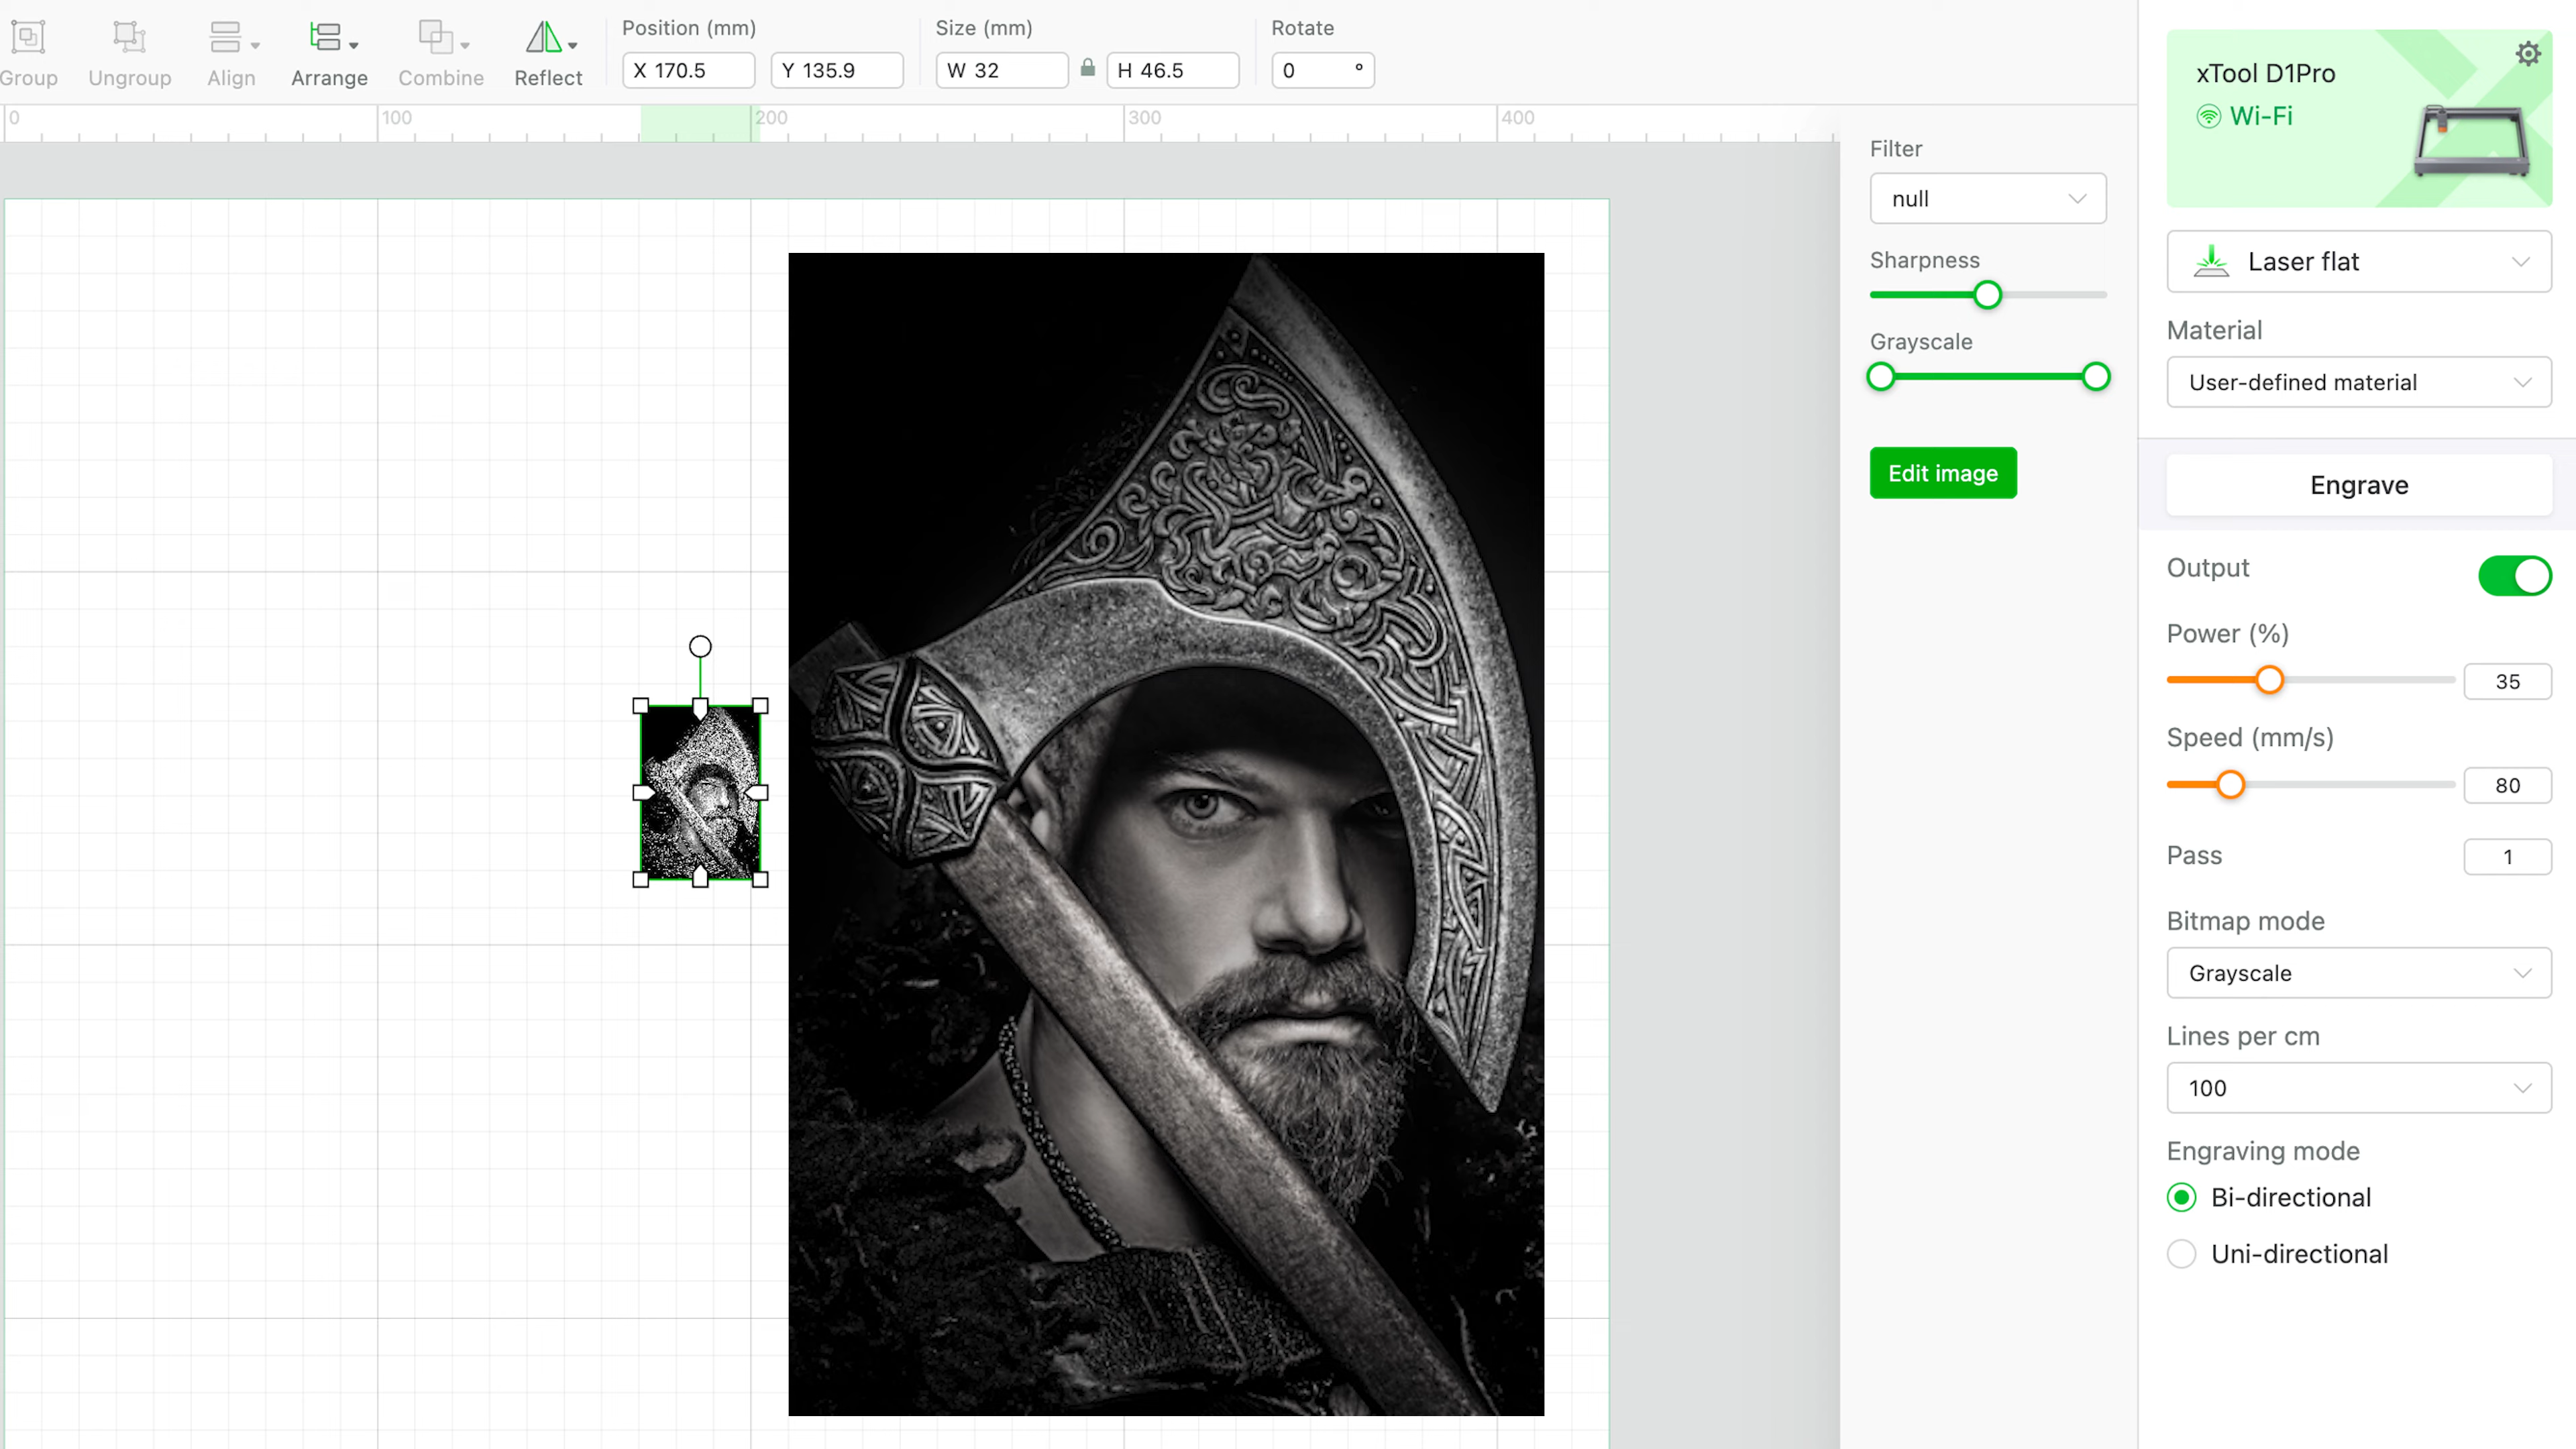 Group
Ungroup
Align
Arrange
Combine
Reflect
Position (mm)
X 170.5
Y 135.9
Size (mm)
W 32
H 46.5
Rotate
0 °
0
100
200
300
400
Filter
null
Sharpness
Grayscale
Edit image
xTool D1Pro
Wi-Fi
Laser flat
Material
User-defined material
Engrave
Output
Power (%)
35
Speed (mm/s)
80
Pass
1
Bitmap mode
Grayscale
Lines per cm
100
Engraving mode
Bi-directional
Uni-directional